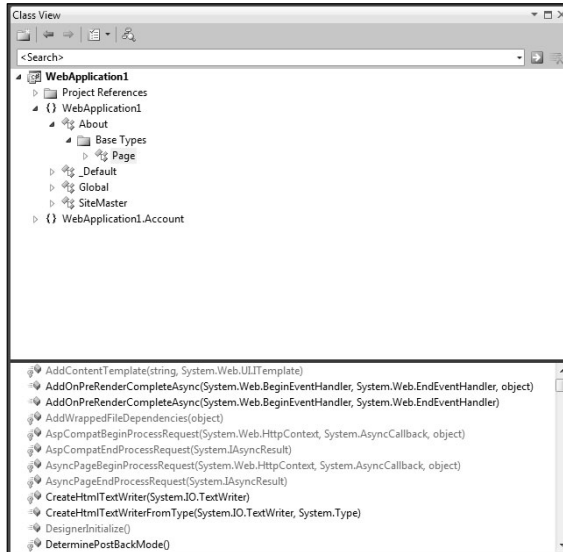 Class View
<Search>
WebApplication1
Project References
{} WebApplication1
About
Base Types
Page
_Default
Global
SiteMaster
{} WebApplication1.Account
AddContentTemplate(string, System.Web.UI.ITemplate)
AddOnPreRenderCompleteAsync(System.Web.BeginEventHandler, System.Web.EndEventHandler, object)
AddOnPreRenderCompleteAsync(System.Web.BeginEventHandler, System.Web.EndEventHandler)
AddWrappedFileDependencies(object)
AspCompatBeginProcessRequest(System.Web.HttpContext, System.AsyncCallback, object)
AspCompatEndProcessRequest(System.IAsyncResult)
AsyncPageBeginProcessRequest(System.Web.HttpContext, System.AsyncCallback, object)
AsyncPageEndProcessRequest(System.IAsyncResult)
CreateHtmlTextWriter(System.IO.TextWriter)
CreateHtmlTextWriterFromType(System.IO.TextWriter, System.Type)
DesignerInitialize()
DeterminePostBackMode()